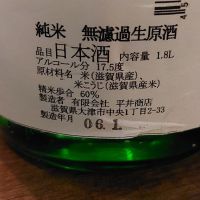 純米 無濾過生原酒
品目 日本酒 内容量 1.8L
アルコール分 17.5度
原材料名 米(滋賀県産)、
米こうじ(滋賀県産米)
精米歩合 60%
製造者 有限会社 平井商店
滋賀県大津市中央1丁目2-33
製造年月 06.1